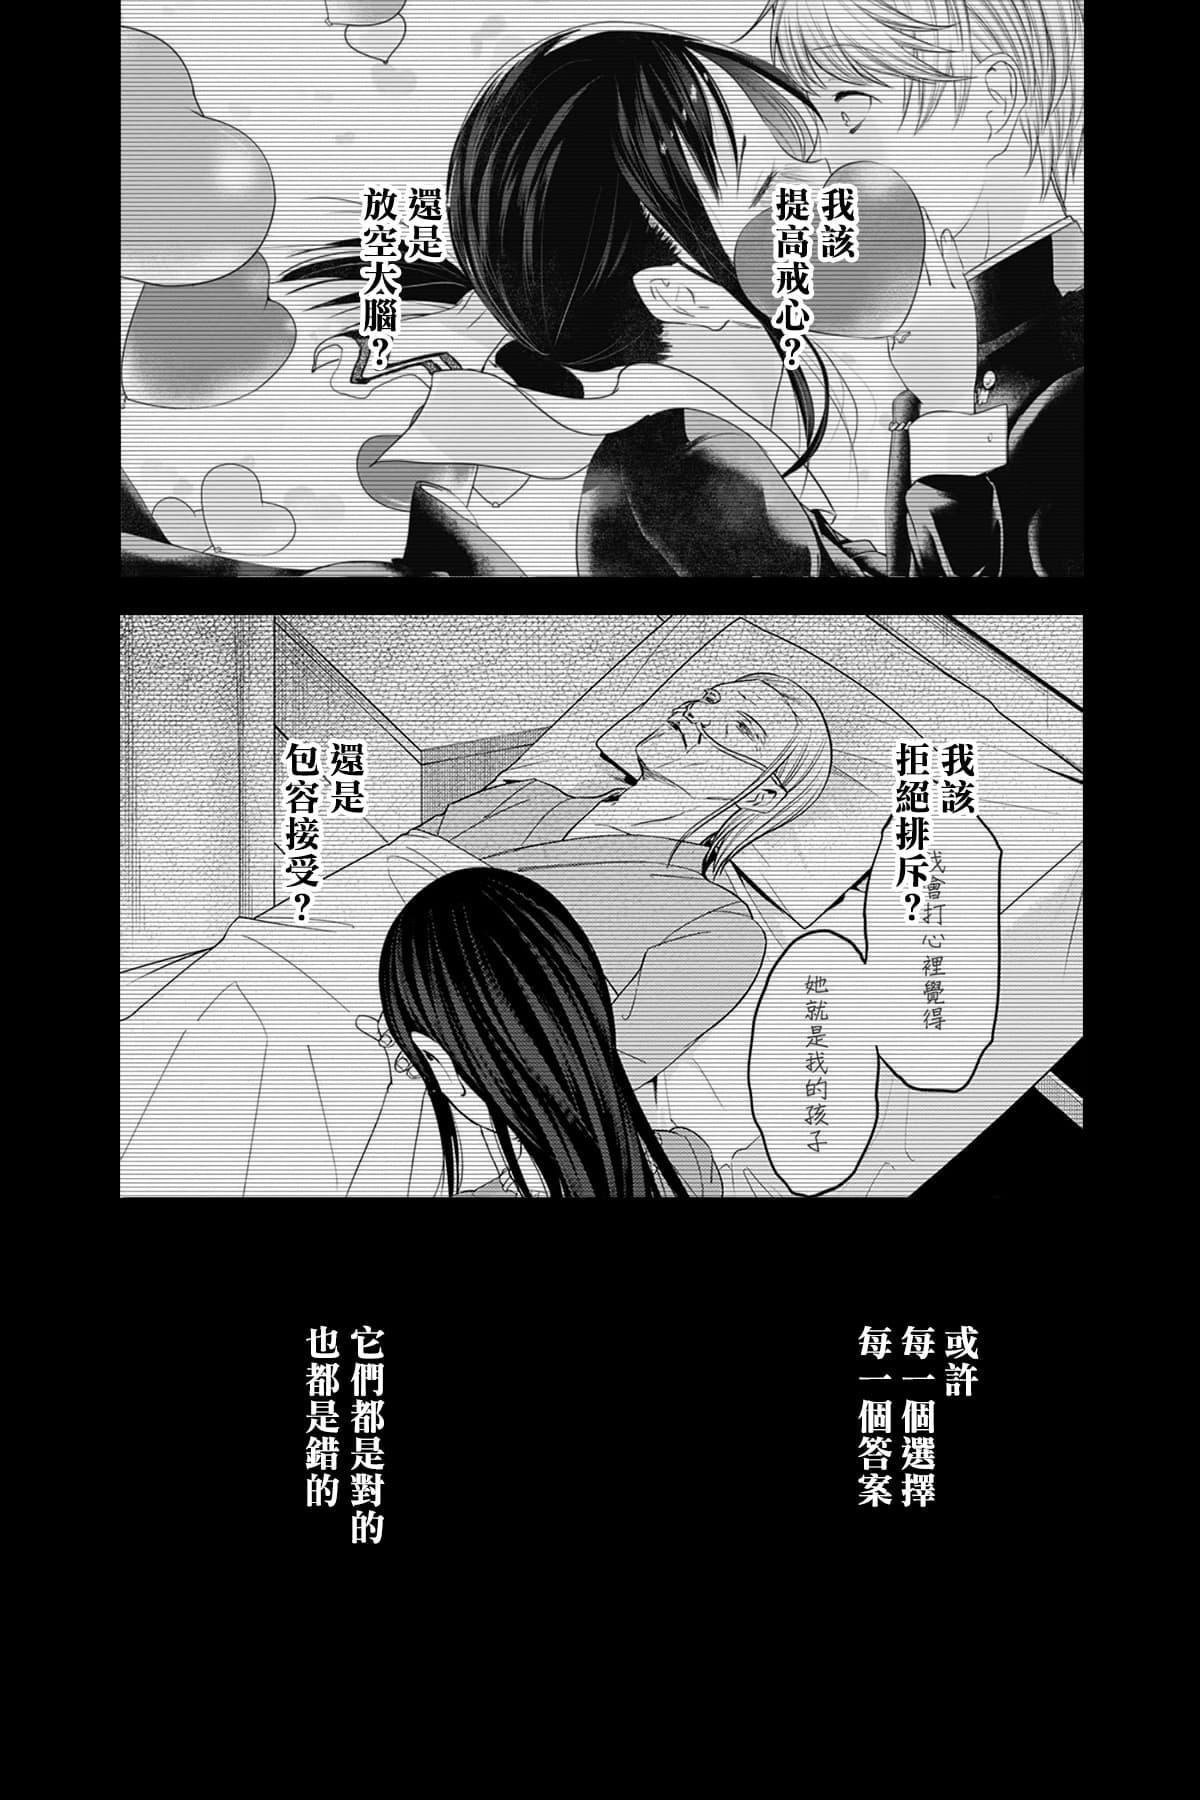 我該
提高戒心？
還是
放空大腦？
我該
拒絕排斥？
會打心裡覺得
她就是我的孩子
還是
包容接受？
或許
每一個選擇
每一個答案
它們都是對的
也都是錯的